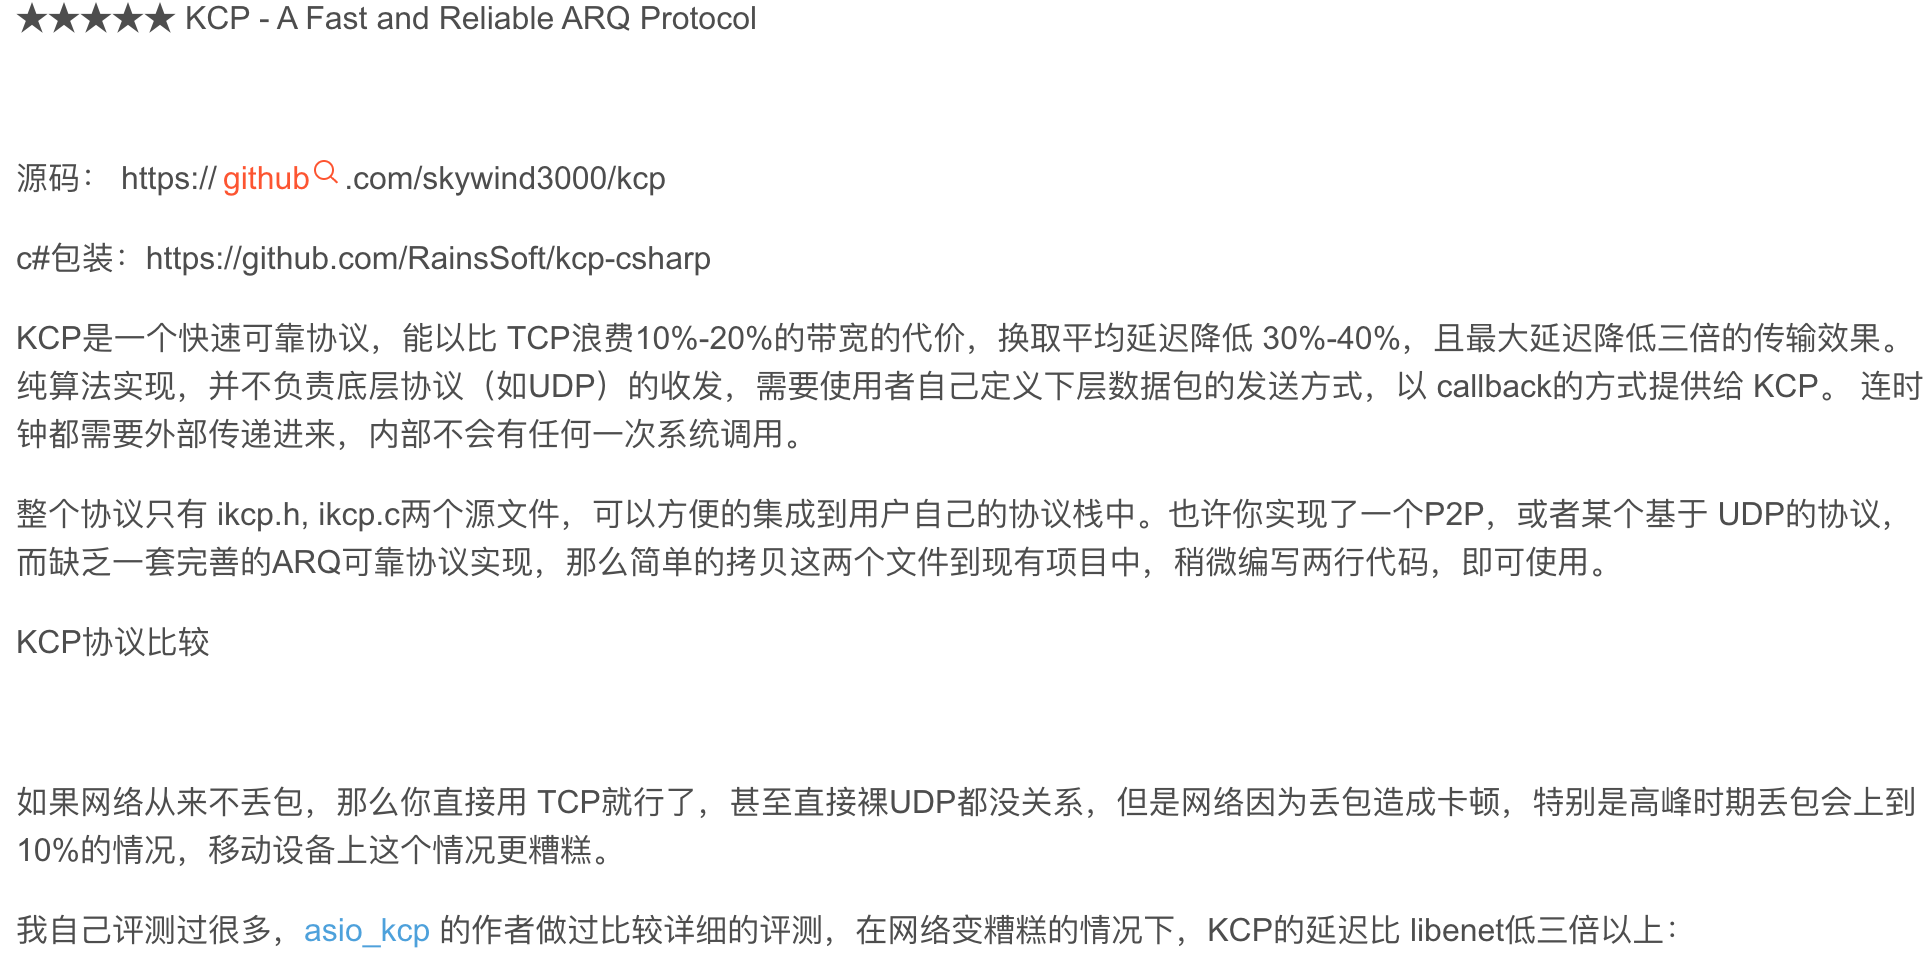 ★★★★★ KCP - A Fast and Reliable ARQ Protocol
源码： https://github.com/skywind3000/kcp
c#包装：https://github.com/RainsSoft/kcp-csharp
KCP是一个快速可靠协议，能以比 TCP浪费10%-20%的带宽的代价，换取平均延迟降低 30%-40%，且最大延迟降低三倍的传输效果。
纯算法实现，并不负责底层协议（如UDP）的收发，需要使用者自己定义下层数据包的发送方式，以 callback的方式提供给 KCP。 连时
钟都需要外部传递进来，内部不会有任何一次系统调用。
整个协议只有 ikcp.h, ikcp.c两个源文件，可以方便的集成到用户自己的协议栈中。也许你实现了一个P2P，或者某个基于 UDP的协议，
而缺乏一套完善的ARQ可靠协议实现，那么简单的拷贝这两个文件到现有项目中，稍微编写两行代码，即可使用。
KCP协议比较
如果网络从来不丢包，那么你直接用 TCP就行了，甚至直接裸UDP都没关系，但是网络因为丢包造成卡顿，特别是高峰时期丢包会上到
10%的情况，移动设备上这个情况更糟糕。
我自己评测过很多，asio_kcp 的作者做过比较详细的评测，在网络变糟糕的情况下，KCP的延迟比 libenet低三倍以上：